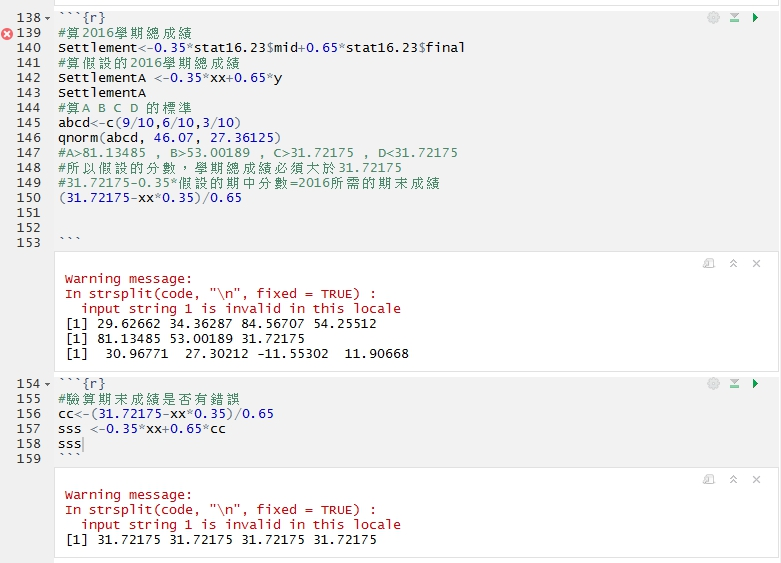 138 ```{r}
139 #算2016學期總成績
140 Settlement<-0.35*stat16.23$mid+0.65*stat16.23$final
141 #算假設的2016學期總成績
142 SettlementA <-0.35*xx+0.65*y
143 SettlementA
144 #算A B C D 的標準
145 abcd<-c(9/10,6/10,3/10)
146 qnorm(abcd, 46.07, 27.36125)
147 #A>81.13485 , B>53.00189 , C>31.72175 , D<31.72175
148 #所以假設的分數，學期總成績必須大於31.72175
149 #31.72175-0.35*假設的期中分數=2016所需的期末成績
150 (31.72175-xx*0.35)/0.65
151
152
153 ```
Warning message:
In strsplit(code, "\n", fixed = TRUE) :
input string 1 is invalid in this locale
[1] 29.62662 34.36287 84.56707 54.25512
[1] 81.13485 53.00189 31.72175
[1] 30.96771 27.30212 -11.55302 11.90668
154 ```{r}
155 #驗算期末成績是否有錯誤
156 cc<-(31.72175-xx*0.35)/0.65
157 sss <-0.35*xx+0.65*cc
158 sss
159 ```
Warning message:
In strsplit(code, "\n", fixed = TRUE) :
input string 1 is invalid in this locale
[1] 31.72175 31.72175 31.72175 31.72175